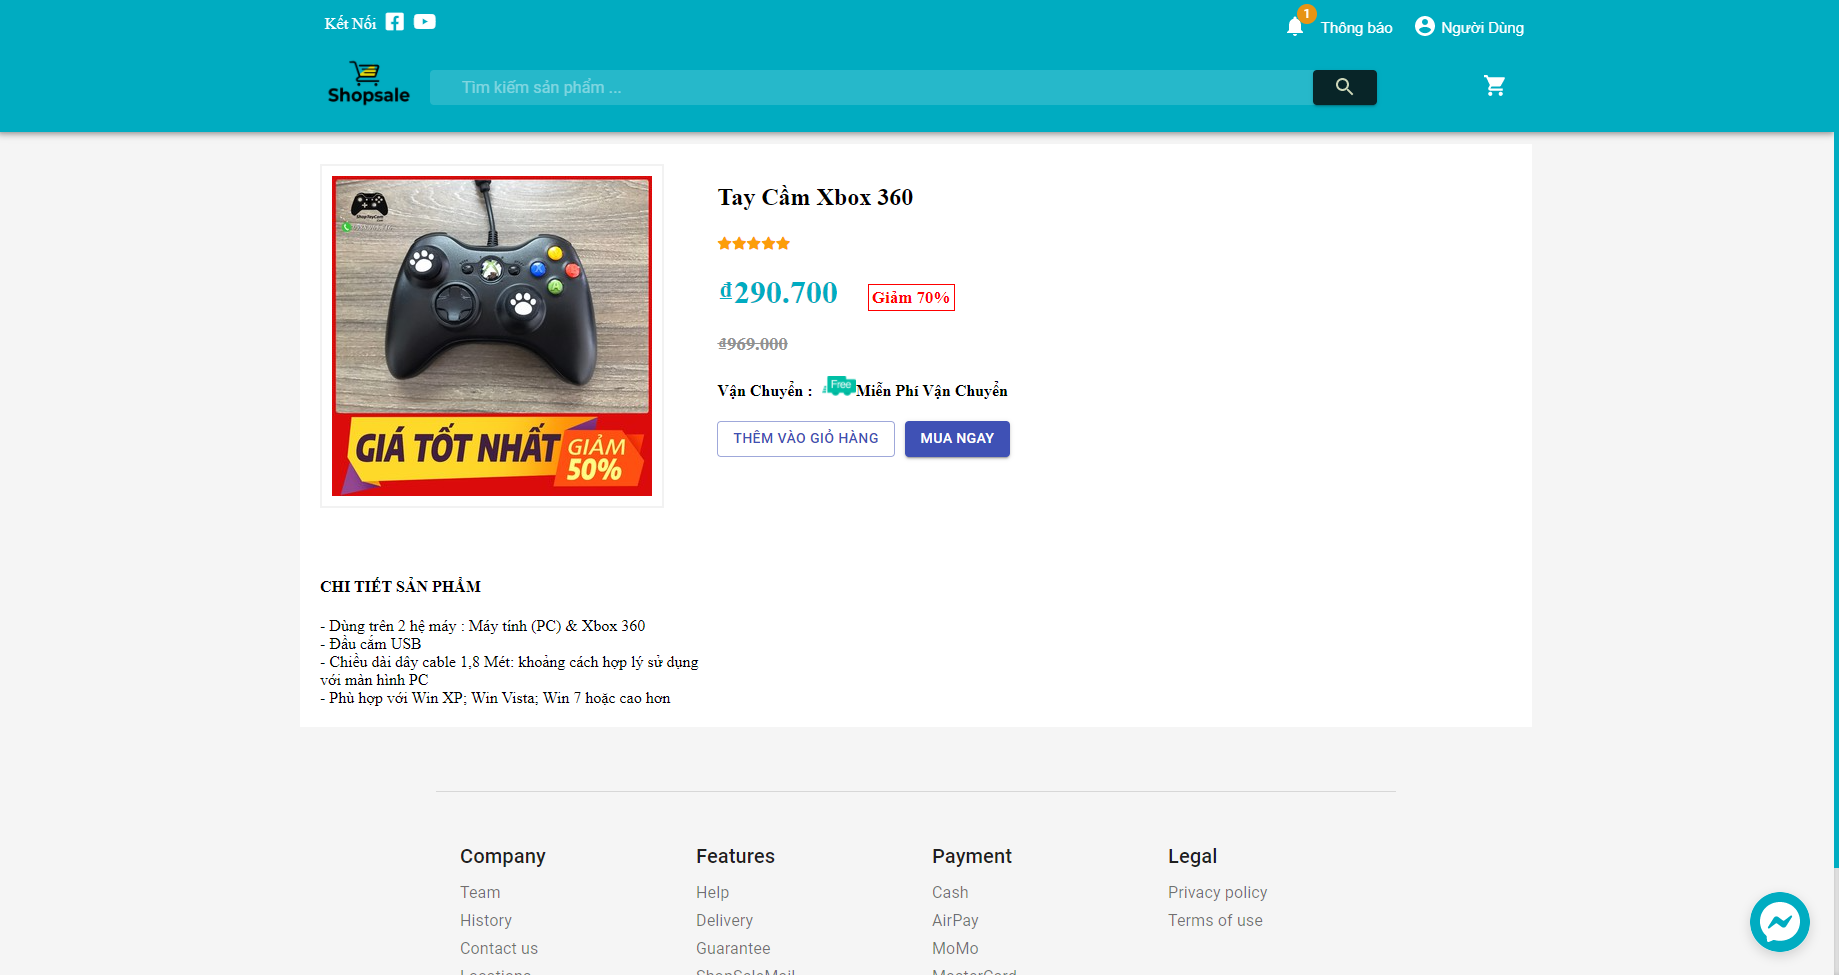 Kết Nối
1
Thông báo
Người Dùng
Shopsale
Tìm kiếm sản phẩm ...
Tay Cầm Xbox 360
₫290.700
Giảm 70%
₫969.000
Vận Chuyển :
Free
Miễn Phí Vận Chuyển
THÊM VÀO GIỎ HÀNG
MUA NGAY
ShopTayCam
.Com
X
Y
B
A
GIÁ TỐT NHẤT
GIẢM
50%
CHI TIẾT SẢN PHẨM
- Dùng trên 2 hệ máy : Máy tính (PC) & Xbox 360
- Đầu cắm USB
- Chiều dài dây cable 1,8 Mét: khoảng cách hợp lý sử dụng
với màn hình PC
- Phù hợp với Win XP; Win Vista; Win 7 hoặc cao hơn
Company
Features
Payment
Legal
Team
Help
Cash
Privacy policy
History
Delivery
AirPay
Terms of use
Contact us
Guarantee
MoMo
Locations
ShopSaleMail
MasterCard